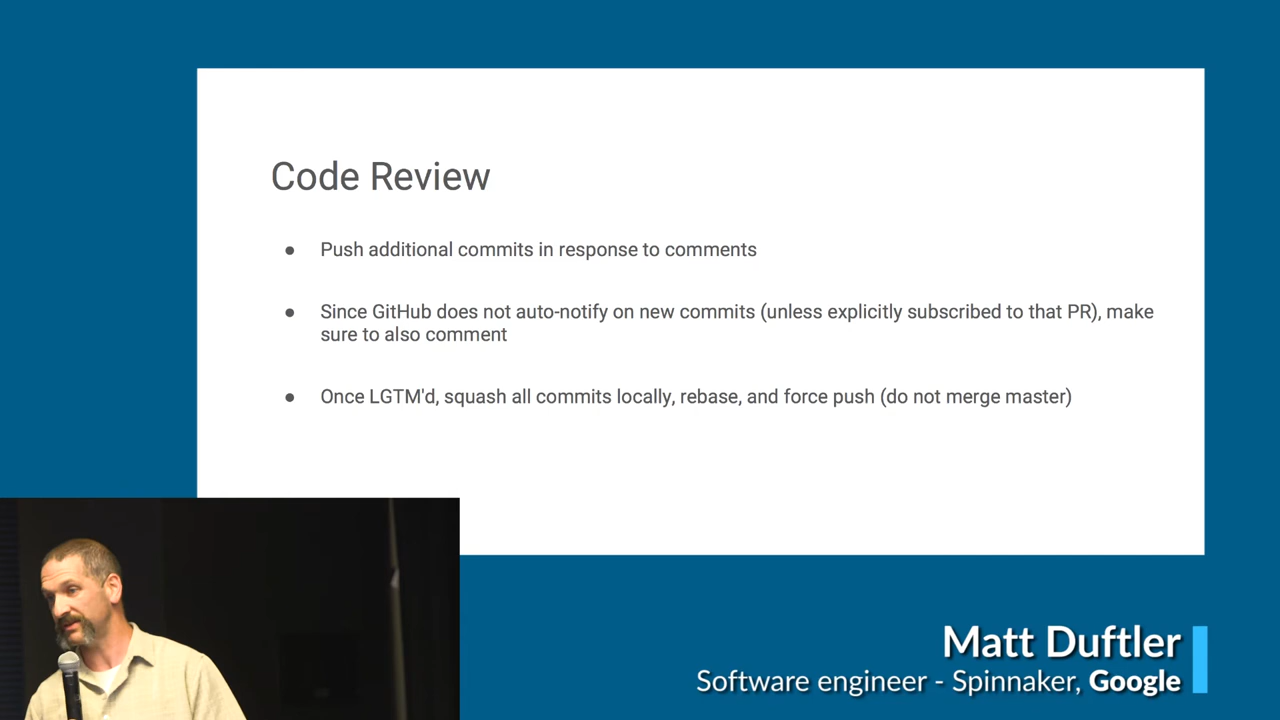 Code Review
● Push additional commits in response to comments
● Since GitHub does not auto-notify on new commits (unless explicitly subscribed to that PR), make
sure to also comment
● Once LGTM'd, squash all commits locally, rebase, and force push (do not merge master)
Matt Duftler
Software engineer - Spinnaker, Google